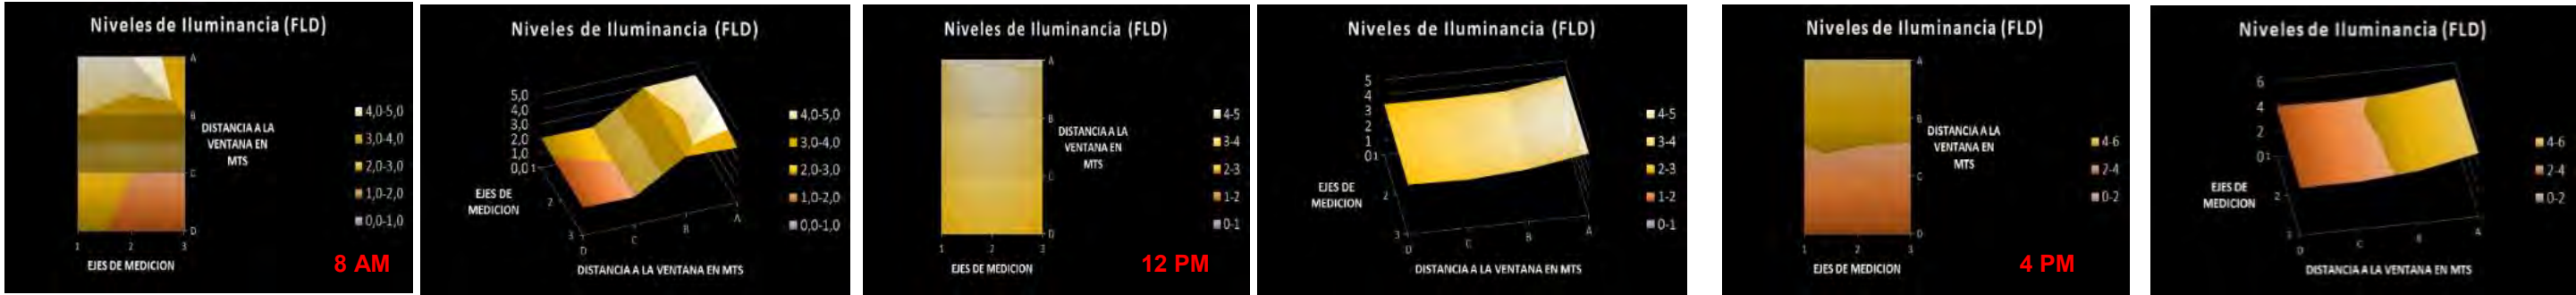 Niveles de Iluminancia (FLD)
A
B
C
D
1 2 3
EJES DE MEDICION
DISTANCIA A LA
VENTANA EN
MTS
4,0-5,0
3,0-4,0
2,0-3,0
1,0-2,0
0,0-1,0
8 AM
Niveles de Iluminancia (FLD)
5,0
4,0
3,0
2,0
1,0
0,0
1
2
3
EJES DE
MEDICION
D C B A
DISTANCIA A LA VENTANA EN MTS
4,0-5,0
3,0-4,0
2,0-3,0
1,0-2,0
0,0-1,0
Niveles de Iluminancia (FLD)
A
B
C
D
1 2 3
EJES DE MEDICION
DISTANCIA A LA
VENTANA EN
MTS
4-5
3-4
2-3
1-2
0-1
12 PM
Niveles de Iluminancia (FLD)
5
4
3
2
1
0
1
2
3
EJES DE
MEDICION
D C B A
DISTANCIA A LA VENTANA EN MTS
4-5
3-4
2-3
1-2
0-1
Niveles de Iluminancia (FLD)
A
B
C
D
1 2 3
EJES DE MEDICION
DISTANCIA A LA
VENTANA EN
MTS
4-6
2-4
0-2
4 PM
Niveles de Iluminancia (FLD)
6
4
2
0
1
2
3
EJES DE
MEDICION
D C B A
DISTANCIA A LA VENTANA EN MTS
4-6
2-4
0-2